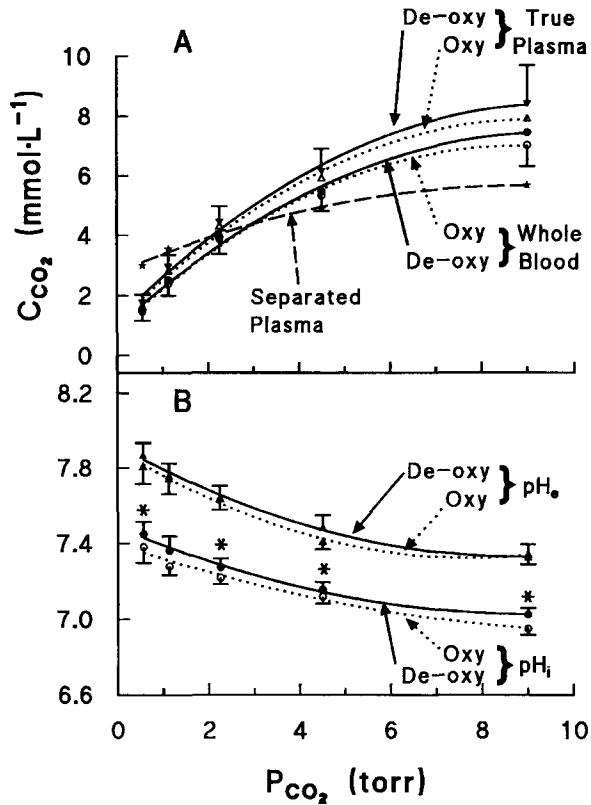 A
De-oxy } True
Oxy Plasma
C CO₂ (mmol·L⁻¹)
10
8
6
4
2
0
Separated
Plasma
Oxy } Whole
De-oxy Blood
B
8.2
7.8
7.4
7.0
6.6
De-oxy } pHₑ
Oxy
* * * *
Oxy } pHᵢ
De-oxy
0 2 4 6 8 10
P CO₂ (torr)